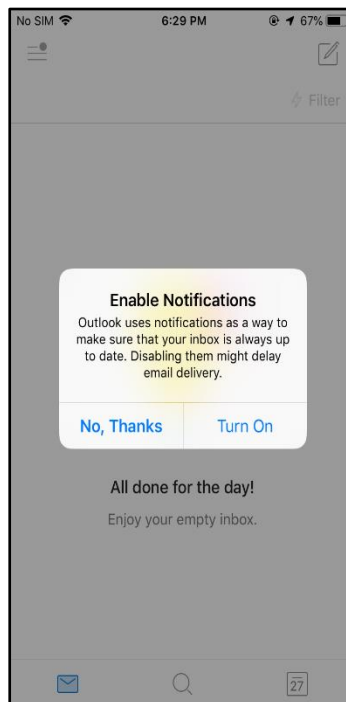 No SIM 6:29 PM 67%
Filter
Enable Notifications
Outlook uses notifications as a way to
make sure that your inbox is always up
to date. Disabling them might delay
email delivery.
No, Thanks Turn On
All done for the day!
Enjoy your empty inbox.
27